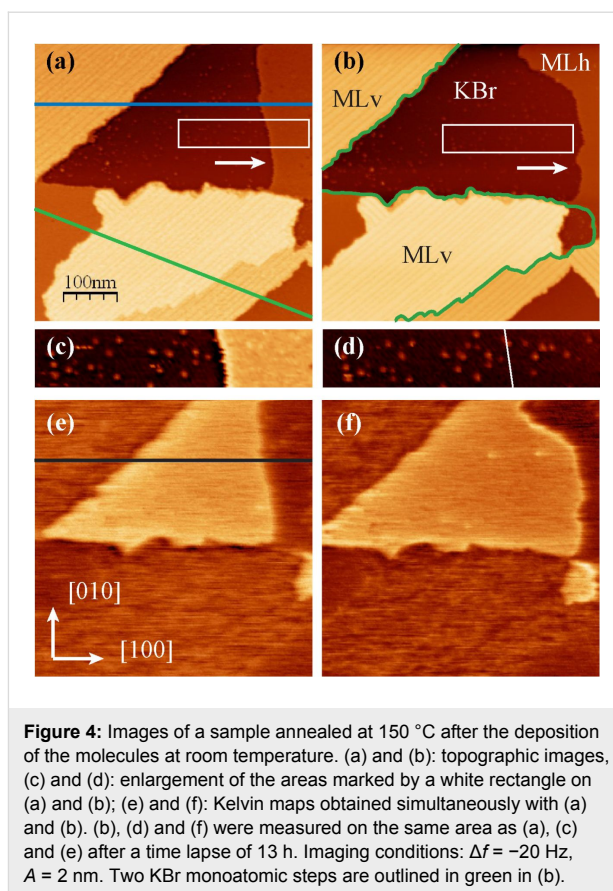 (a)
(b)
MLh
KBr
MLv
MLv
100nm
(c)
(d)
(e)
(f)
[010]
[100]
Figure 4: Images of a sample annealed at 150 °C after the deposition
of the molecules at room temperature. (a) and (b): topographic images,
(c) and (d): enlargement of the areas marked by a white rectangle on
(a) and (b); (e) and (f): Kelvin maps obtained simultaneously with (a)
and (b). (b), (d) and (f) were measured on the same area as (a), (c)
and (e) after a time lapse of 13 h. Imaging conditions: Δf = −20 Hz,
A = 2 nm. Two KBr monoatomic steps are outlined in green in (b).